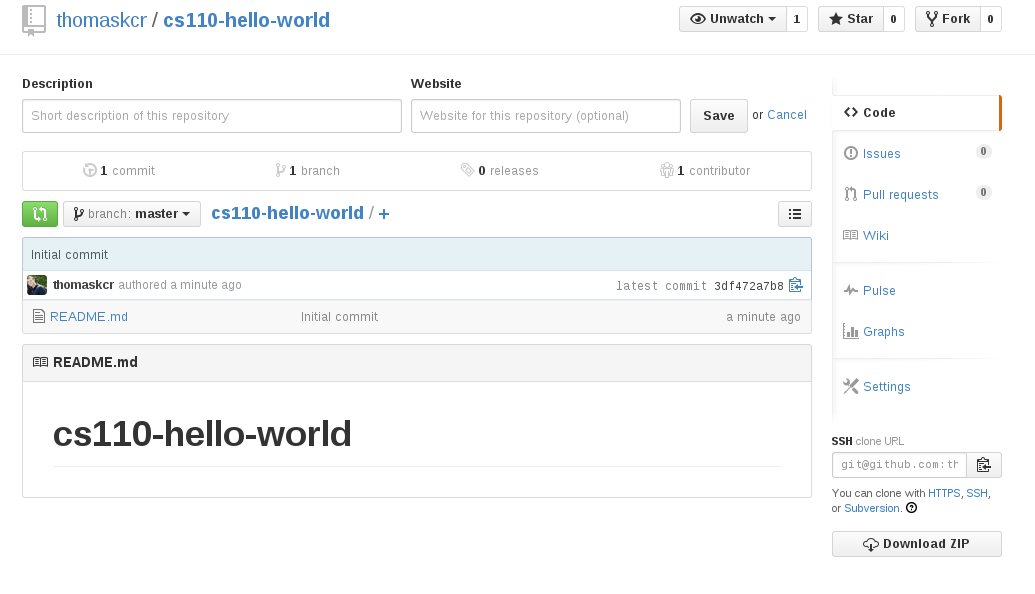 thomaskcr / cs110-hello-world
Unwatch 1 Star 0 Fork 0
Description Website
Short description of this repository Website for this repository (optional) Save or Cancel
1 commit 1 branch 0 releases 1 contributor
branch: master cs110-hello-world / +
Initial commit
thomaskcr authored a minute ago latest commit 3df472a7b8
README.md Initial commit a minute ago
README.md
cs110-hello-world
Code
Issues 0
Pull requests 0
Wiki
Pulse
Graphs
Settings
SSH clone URL
git@github.com:th
You can clone with HTTPS, SSH,
or Subversion.
Download ZIP